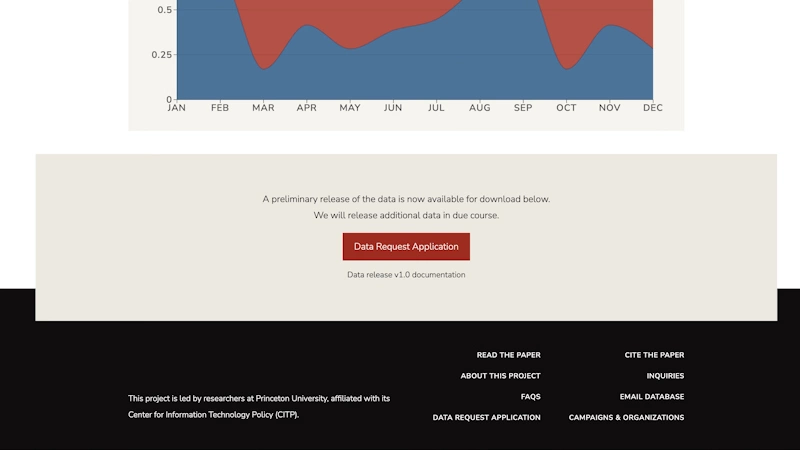 0.5
0.25
0
JAN FEB MAR APR MAY JUN JUL AUG SEP OCT NOV DEC
A preliminary release of the data is now available for download below.
We will release additional data in due course.
Data Request Application
Data release v1.0 documentation
READ THE PAPER
CITE THE PAPER
ABOUT THIS PROJECT
INQUIRIES
This project is led by researchers at Princeton University, affiliated with its
Center for Information Technology Policy (CITP).
FAQS
EMAIL DATABASE
DATA REQUEST APPLICATION
CAMPAIGNS & ORGANIZATIONS